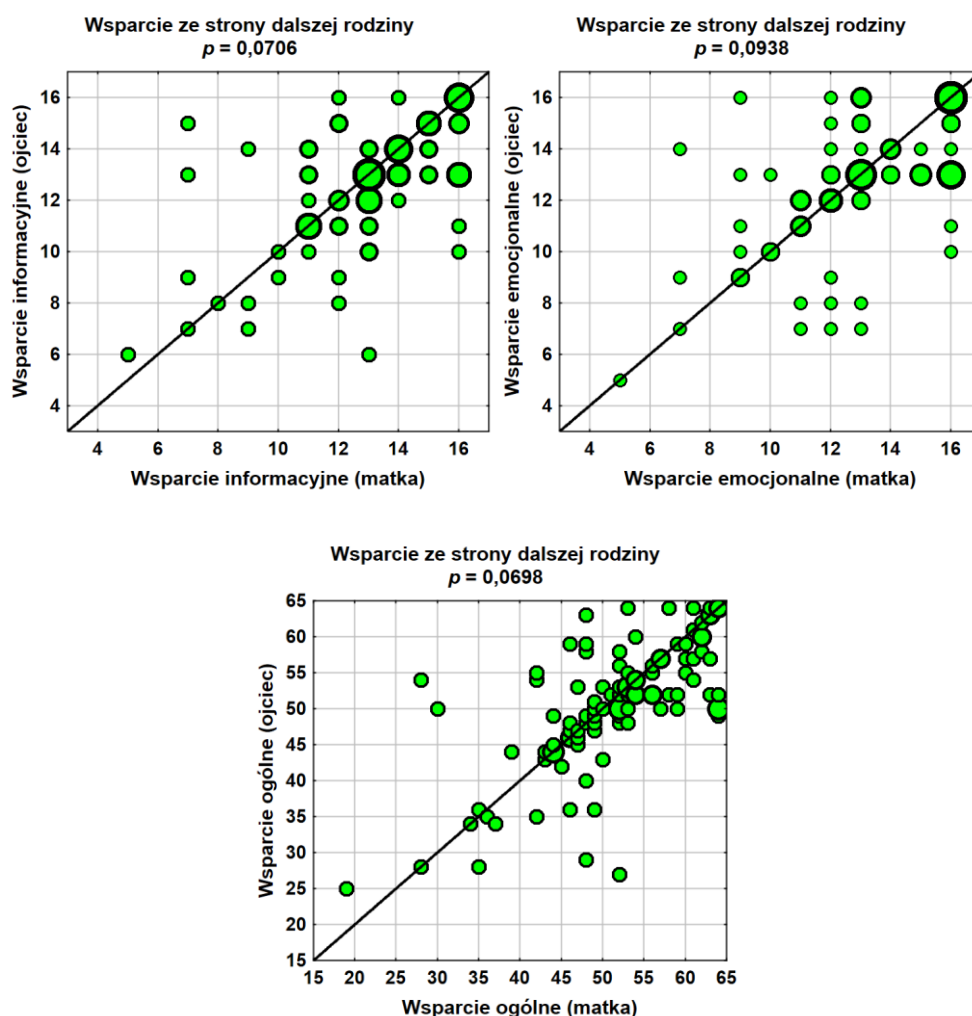 Wsparcie ze strony dalszej rodziny
p = 0,0706
Wsparcie informacyjne (ojciec)
16
14
12
10
8
6
4
4 6 8 10 12 14 16
Wsparcie informacyjne (matka)
Wsparcie ze strony dalszej rodziny
p = 0,0938
Wsparcie emocjonalne (ojciec)
16
14
12
10
8
6
4
4 6 8 10 12 14 16
Wsparcie emocjonalne (matka)
Wsparcie ze strony dalszej rodziny
p = 0,0698
Wsparcie ogólne (ojciec)
65
60
55
50
45
40
35
30
25
20
15
15 20 25 30 35 40 45 50 55 60 65
Wsparcie ogólne (matka)